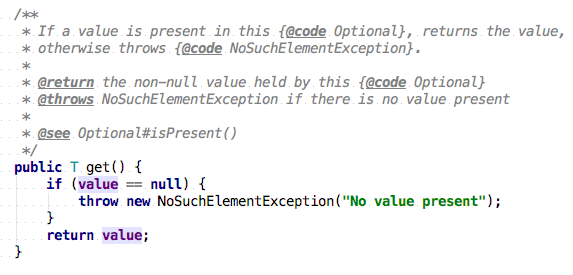 /**
 * If a value is present in this {@code Optional}, returns the value,
 * otherwise throws {@code NoSuchElementException}.
 *
 * @return the non-null value held by this {@code Optional}
 * @throws NoSuchElementException if there is no value present
 *
 * @see Optional#isPresent()
 */
public T get() {
    if (value == null) {
        throw new NoSuchElementException("No value present");
    }
    return value;
}